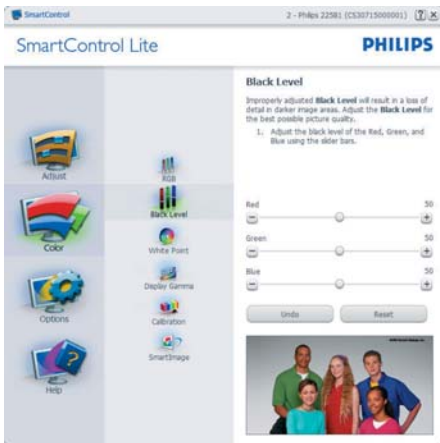 SmartControl
2 - Philips 225B1 (CS30715000001)
SmartControl Lite
PHILIPS
Adjust
Color
Options
Help
RGB
Black Level
White Point
Display Gamma
Calibration
SmartImage
Black Level
Improperly adjusted Black Level will result in a loss of
detail in darker image areas. Adjust the Black Level for
the best possible picture quality.
1. Adjust the black level of the Red, Green, and
Blue using the slider bars.
Red 50
Green 50
Blue 50
Undo Reset